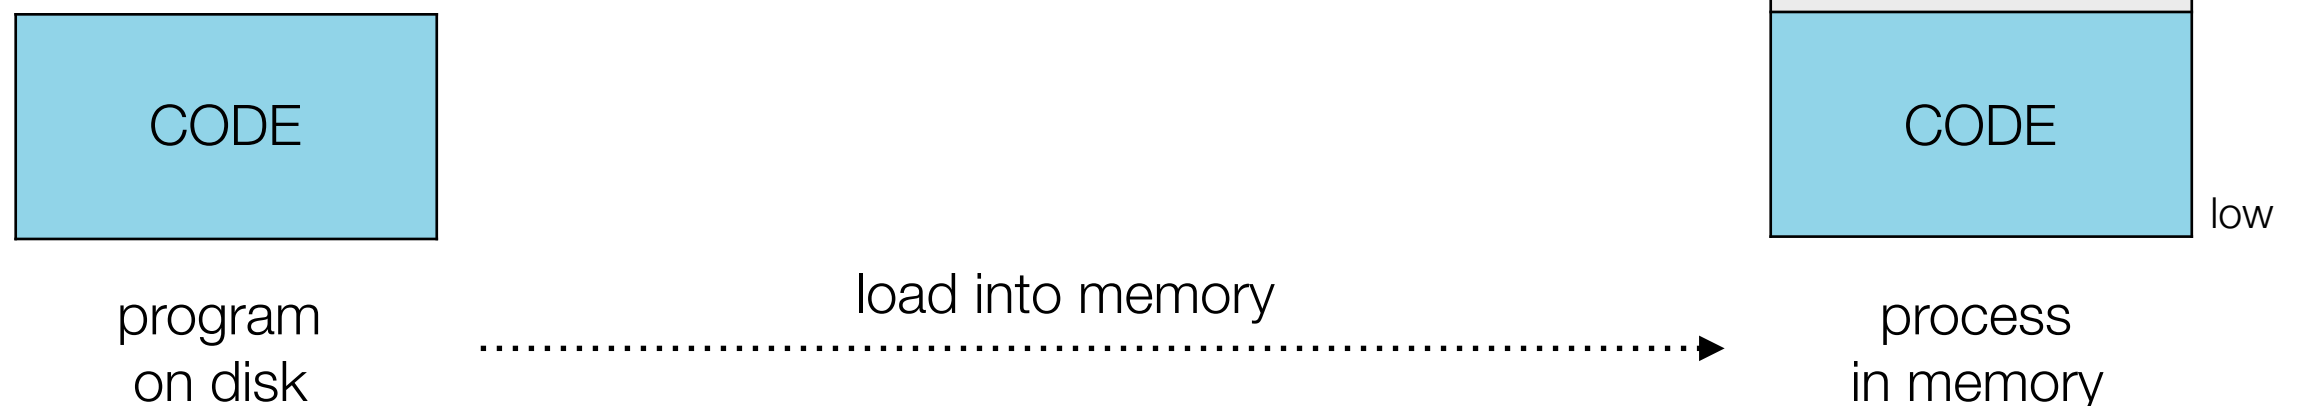 CODE
CODE
low
load into memory
program
on disk
process
in memory